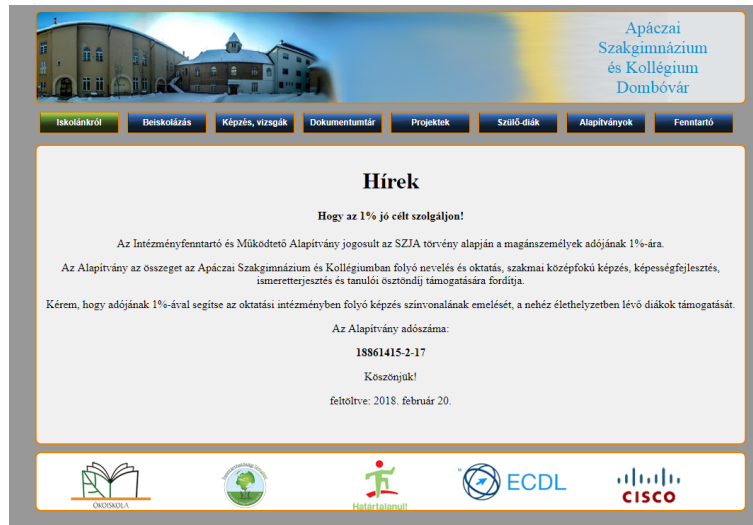 Apáczai
Szakgimnázium
és Kollégium
Dombóvár
Iskolánkról
Beiskolázás
Képzés, vizsgák
Dokumentumtár
Projektek
Szülő-diák
Alapítványok
Fenntartó
Hírek
Hogy az 1% jó célt szolgáljon!
Az Intézményfenntartó és Működtető Alapítvány jogosult az SZJA törvény alapján a magánszemélyek adójának 1%-ára.
Az Alapítvány az összeget az Apáczai Szakgimnázium és Kollégiumban folyó nevelés és oktatás, szakmai középfokú képzés, képességfejlesztés,
ismeretterjesztés és tanulói ösztöndíj támogatására fordítja.
Kérem, hogy adójának 1%-ával segítse az oktatási intézményben folyó képzés színvonalának emelését, a nehéz élethelyzetben lévő diákok támogatását.
Az Alapítvány adószáma:
18861415-2-17
Köszönjük!
feltöltve: 2018. február 20.
ÖKOISKOLA
Határtalanul!
ECDL
CISCO